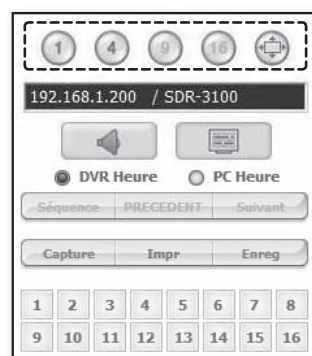 1 4 9 16
192.168.1.200 / SDR-3100
DVR Heure PC Heure
Séquence PRECEDENT Suivant
Capture Impr Enreg
1 2 3 4 5 6 7 8
9 10 11 12 13 14 15 16